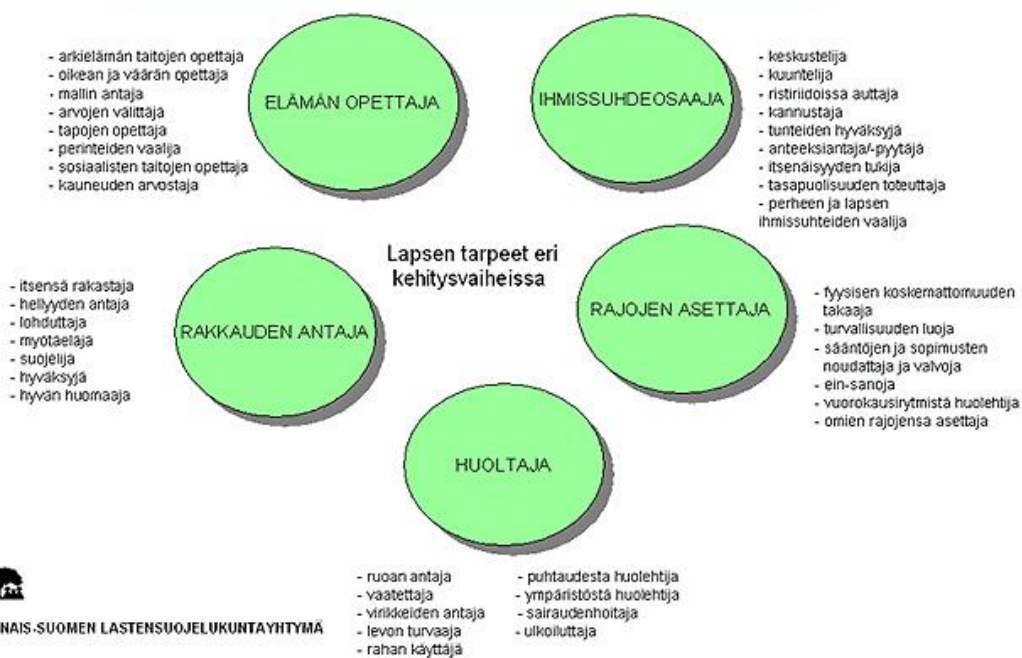 - arkielämän taitojen opettaja
- oikean ja väärän opettaja
- mallin antaja
- arvojen välittäjä
- tapojen opettaja
- perinteiden vaalija
- sosiaalisten taitojen opettaja
- kauneuden arvostaja
ELÄMÄN OPETTAJA
IHMISSUHDEOSAAJA
- keskustelija
- kuuntelija
- ristiriidoissa auttaja
- kannustaja
- tunteiden hyväksyjä
- anteeksiantaja/-pyytäjä
- itsenäisyyden tukija
- tasapuolisuuden toteuttaja
- perheen ja lapsen
ihmissuhteiden vaalija
Lapsen tarpeet eri
kehitysvaiheissa
- itsensä rakastaja
- hellyyden antaja
- lohduttaja
- myötäeläjä
- suojelija
- hyväksyjä
- hyvän huomaaja
RAKKAUDEN ANTAJA
RAJOJEN ASETTAJA
- fyysisen koskemattomuuden
takaaja
- turvallisuuden luoja
- sääntöjen ja sopimusten
noudattaja ja valvoja
- ein-sanoja
- vuorokausirytmistä huolehtija
- omien rajojensa asettaja
HUOLTAJA
- ruoan antaja
- vaatettaja
- virikkeiden antaja
- levon turvaaja
- rahan käyttäjä
- puhtaudesta huolehtija
- ympäristöstä huolehtija
- sairaudenhoitaja
- ulkoiluttaja
NAIS-SUOMEN LASTENSUOJELUKUNTAYHTYMÄ